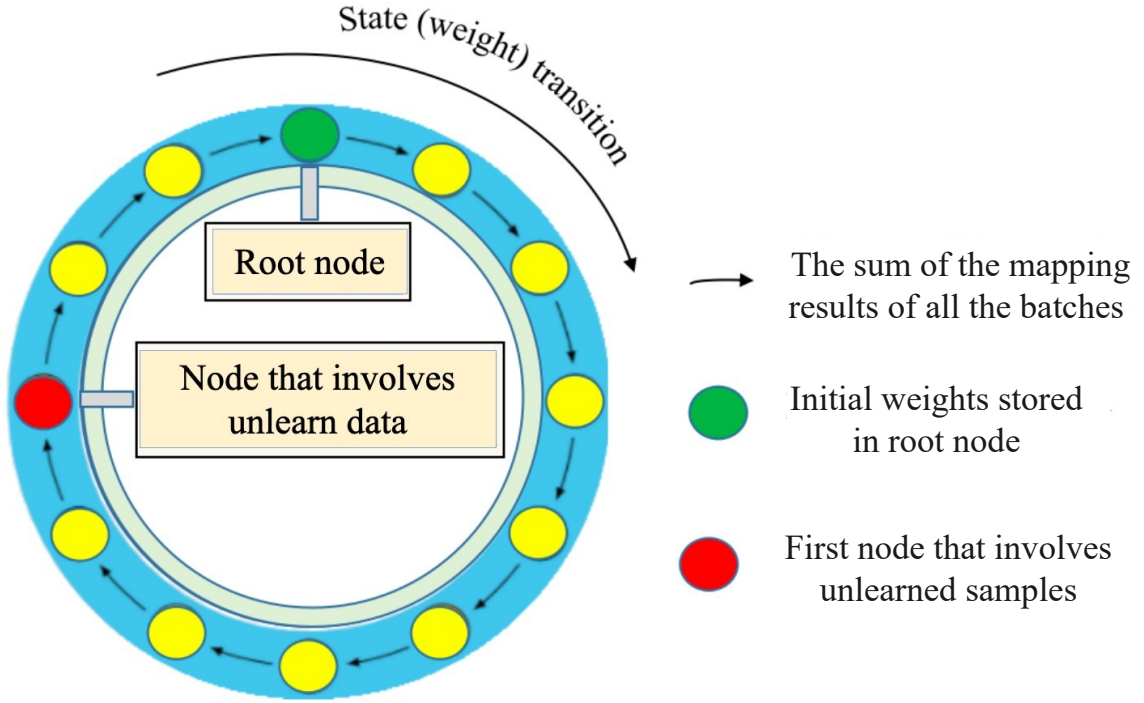 State (weight) transition
Root node
Node that involves
unlearn data
The sum of the mapping
results of all the batches
Initial weights stored
in root node
First node that involves
unlearned samples